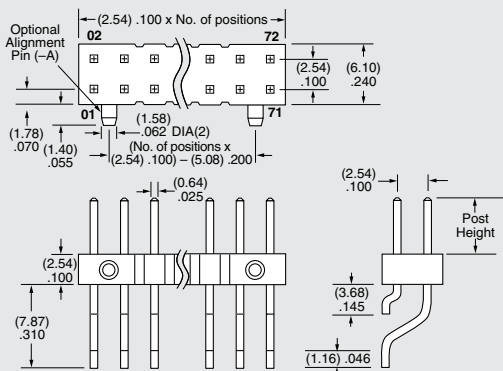 (2.54) .100 x No. of positions
Optional
Alignment
Pin (–A)
02
72
01
71
(2.54)
.100
(6.10)
.240
(1.78)
.070
(1.40)
.055
(1.58)
.062 DIA(2)
(No. of positions x
(2.54) .100) – (5.08) .200
(0.64)
.025
(2.54)
.100
(7.87)
.310
(2.54)
.100
Post
Height
(3.68)
.145
(1.16) .046